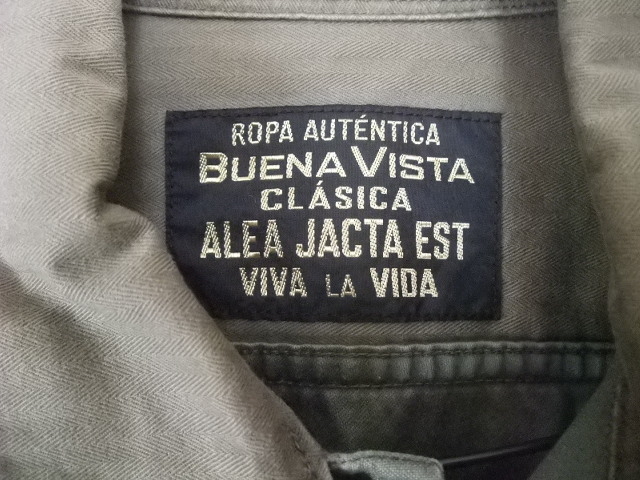 ROPA AUTÉNTICA
BUENA VISTA
CLÁSICA
ALEA JACTA EST
VIVA LA VIDA